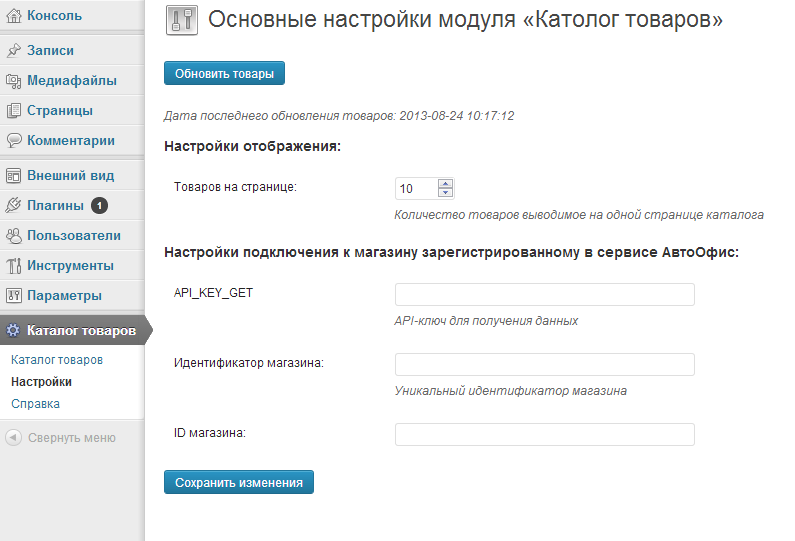 Консоль
Записи
Медиафайлы
Страницы
Комментарии
Внешний вид
Плагины 1
Пользователи
Инструменты
Параметры
Каталог товаров
Каталог товаров
Настройки
Справка
Свернуть меню
Основные настройки модуля «Католог товаров»
Обновить товары
Дата последнего обновления товаров: 2013-08-24 10:17:12
Настройки отображения:
Товаров на странице: 10
Количество товаров выводимое на одной странице каталога
Настройки подключения к магазину зарегистрированному в сервисе АвтоОфис:
API_KEY_GET
API-ключ для получения данных
Идентификатор магазина:
Уникальный идентификатор магазина
ID магазина:
Сохранить изменения